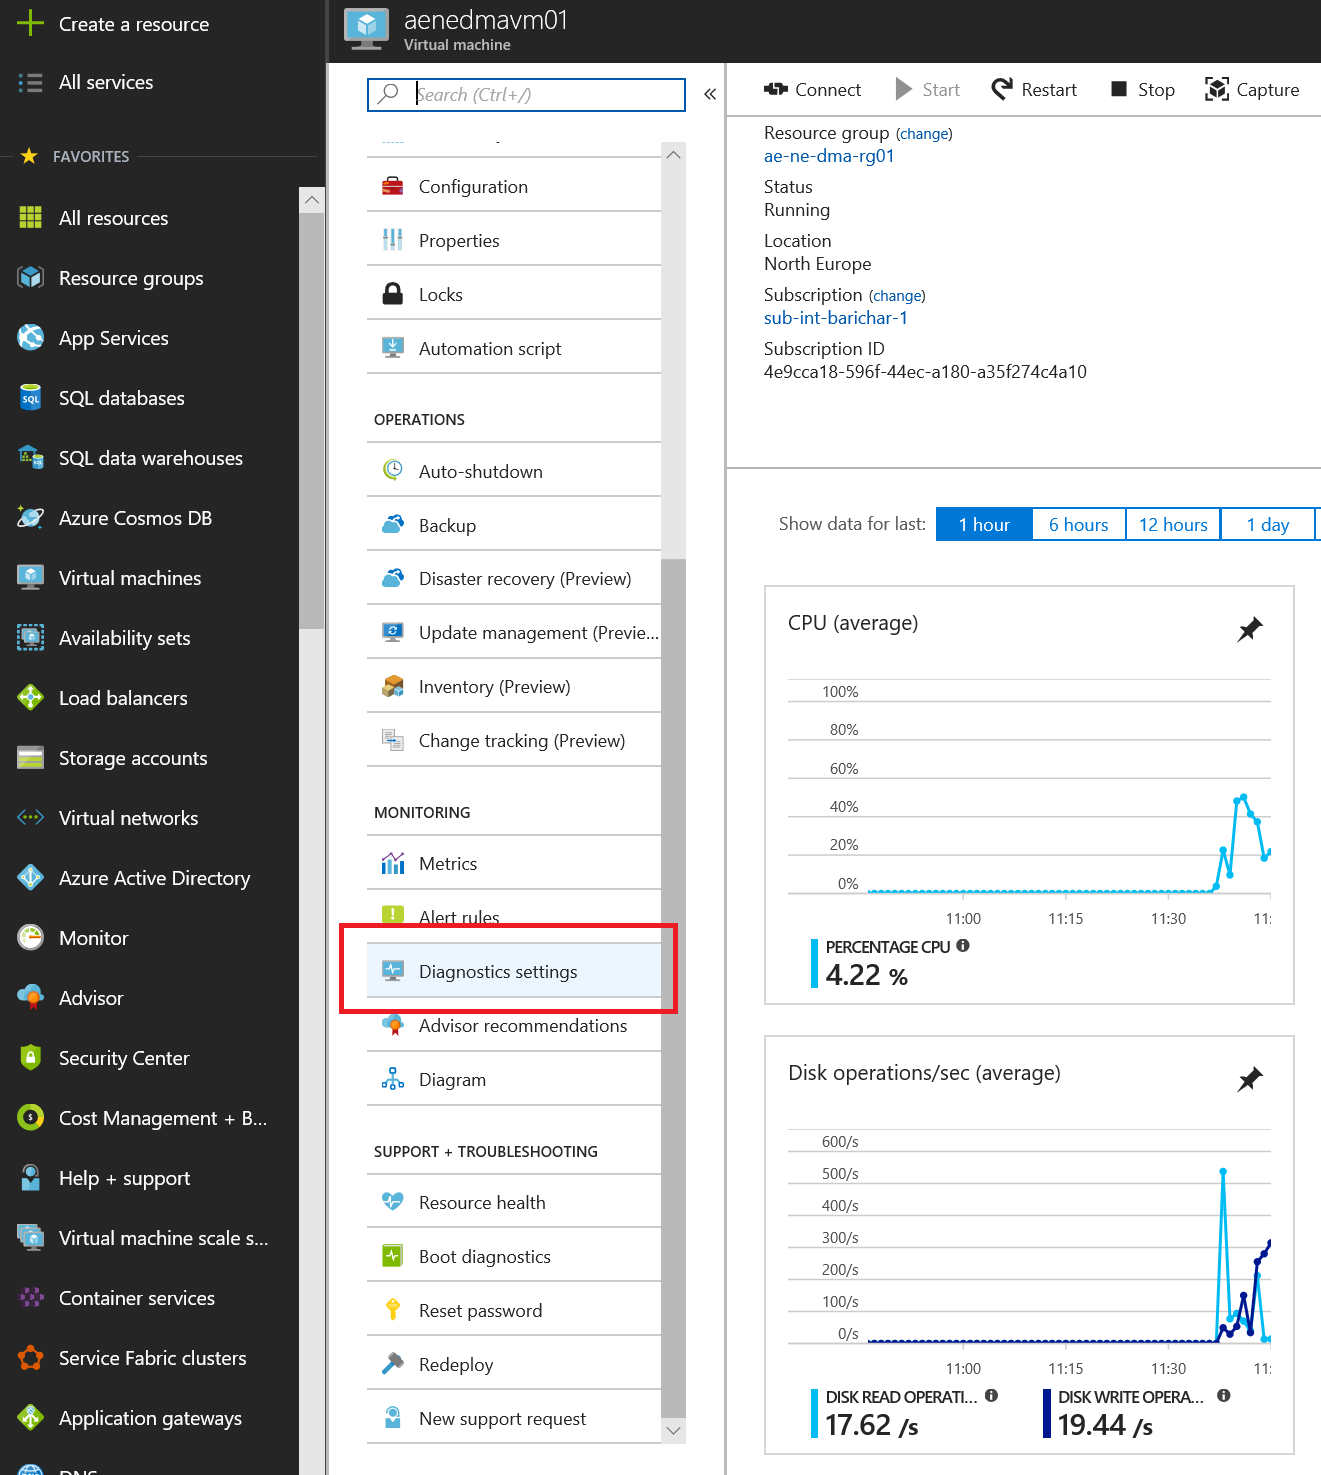 Create a resource
All services
FAVORITES
All resources
Resource groups
App Services
SQL databases
SQL data warehouses
Azure Cosmos DB
Virtual machines
Availability sets
Load balancers
Storage accounts
Virtual networks
Azure Active Directory
Monitor
Advisor
Security Center
Cost Management + B...
Help + support
Virtual machine scale s...
Container services
Service Fabric clusters
Application gateways
aenedmavm01
Virtual machine
Search (Ctrl+/)
«
Configuration
Properties
Locks
Automation script
OPERATIONS
Auto-shutdown
Backup
Disaster recovery (Preview)
Update management (Previe...
Inventory (Preview)
Change tracking (Preview)
MONITORING
Metrics
Alert rules
Diagnostics settings
Advisor recommendations
Diagram
SUPPORT + TROUBLESHOOTING
Resource health
Boot diagnostics
Reset password
Redeploy
New support request
Connect Start Restart Stop Capture
Resource group (change)
ae-ne-dma-rg01
Status
Running
Location
North Europe
Subscription (change)
sub-int-barichar-1
Subscription ID
4e9cca18-596f-44ec-a180-a35f274c4a10
Show data for last: 1 hour 6 hours 12 hours 1 day
CPU (average)
100%
80%
60%
40%
20%
0%
11:00 11:15 11:30 11:
PERCENTAGE CPU
4.22 %
Disk operations/sec (average)
600/s
500/s
400/s
300/s
200/s
100/s
0/s
11:00 11:15 11:30 11:
DISK READ OPERATI... DISK WRITE OPERA...
17.62 /s 19.44 /s